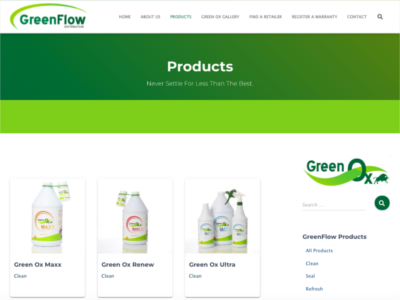 GreenFlow
HOME ABOUT US PRODUCTS GREEN OX GALLERY FIND A RETAILER REGISTER A WARRANTY CONTACT
Products
Never Settle For Less Than The Best.
Green Ox
Search ...
Green Ox Maxx
Clean
Green Ox Renew
Clean
Green Ox Ultra
Clean
GreenFlow Products
All Products
Clean
Seal
Refresh